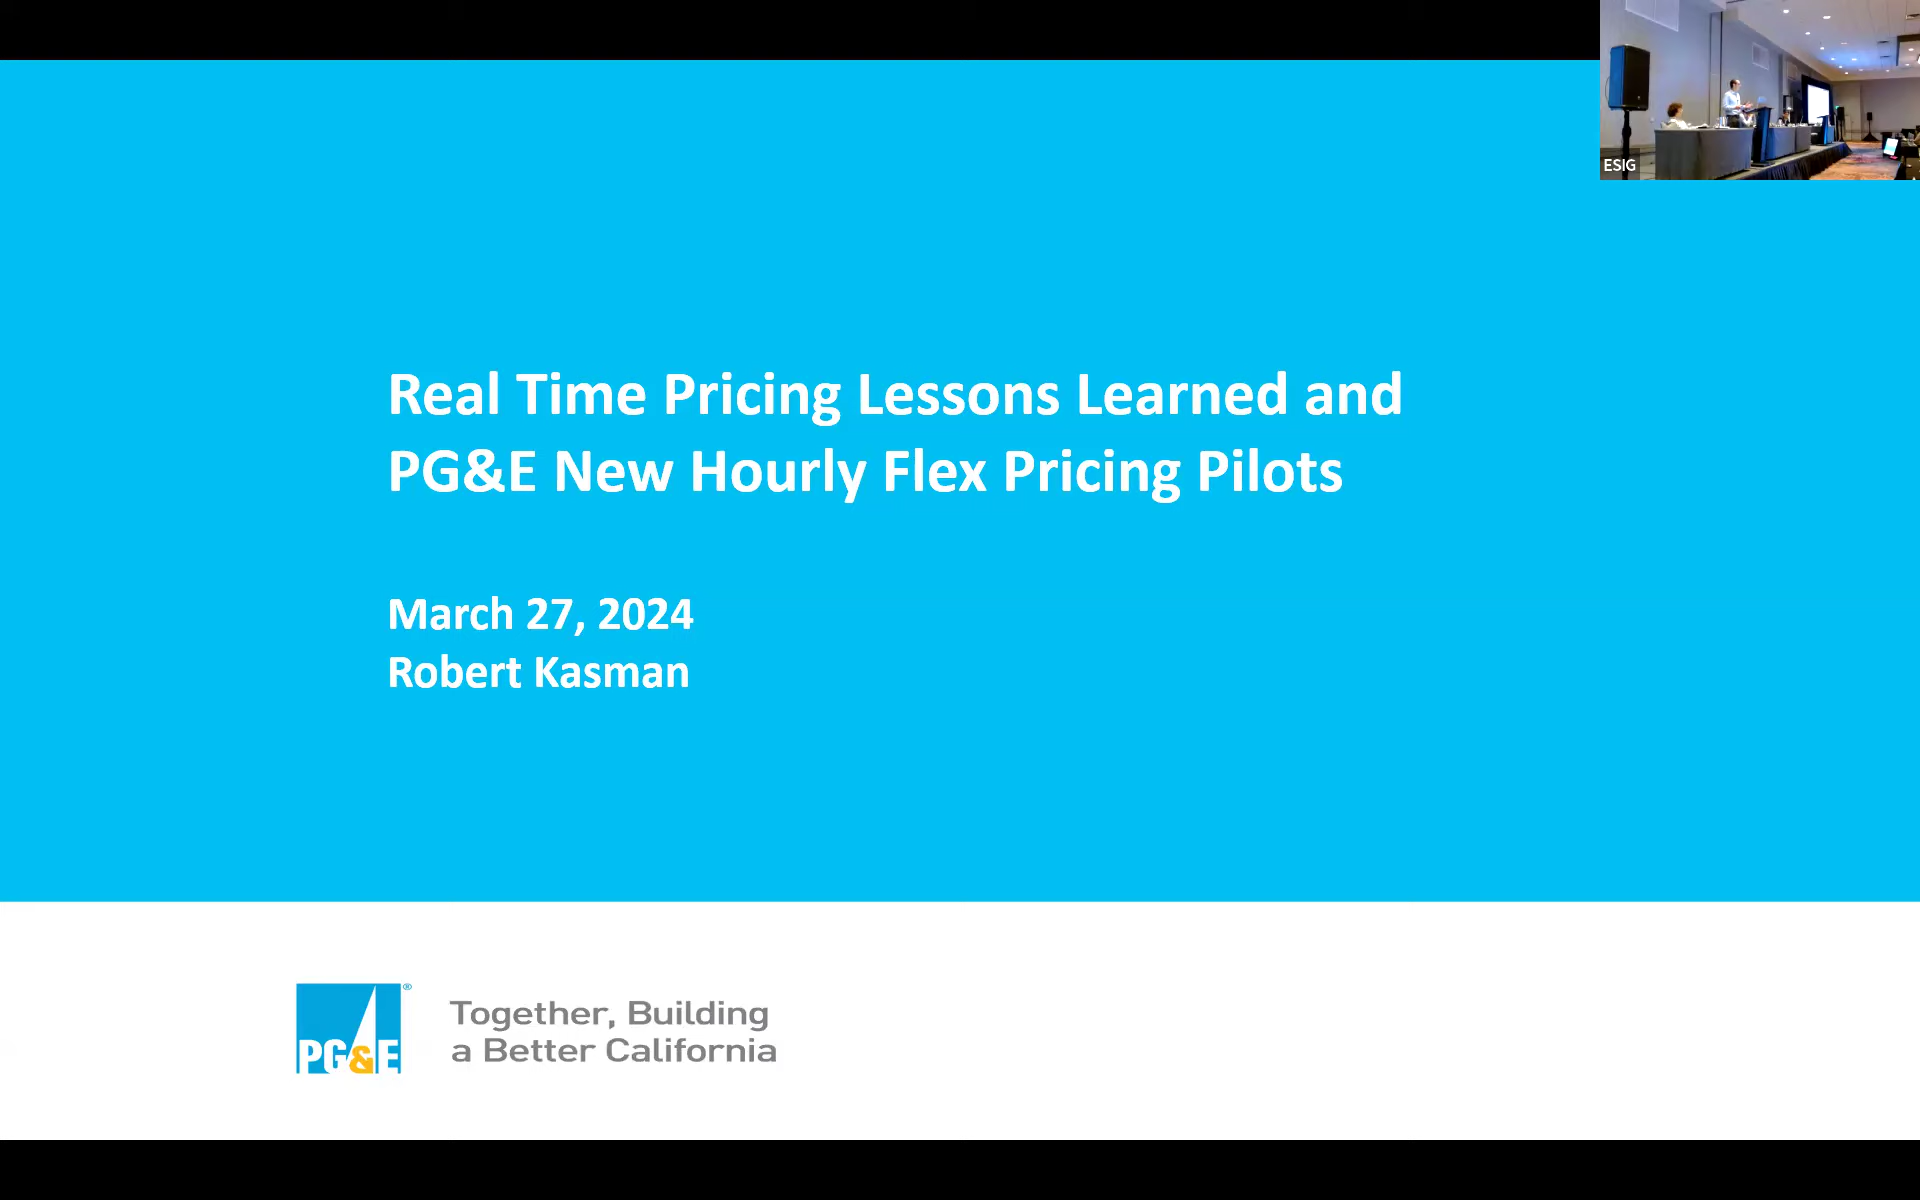 ESIG
Real Time Pricing Lessons Learned and
PG&E New Hourly Flex Pricing Pilots
March 27, 2024
Robert Kasman
PG&E®
Together, Building
a Better California